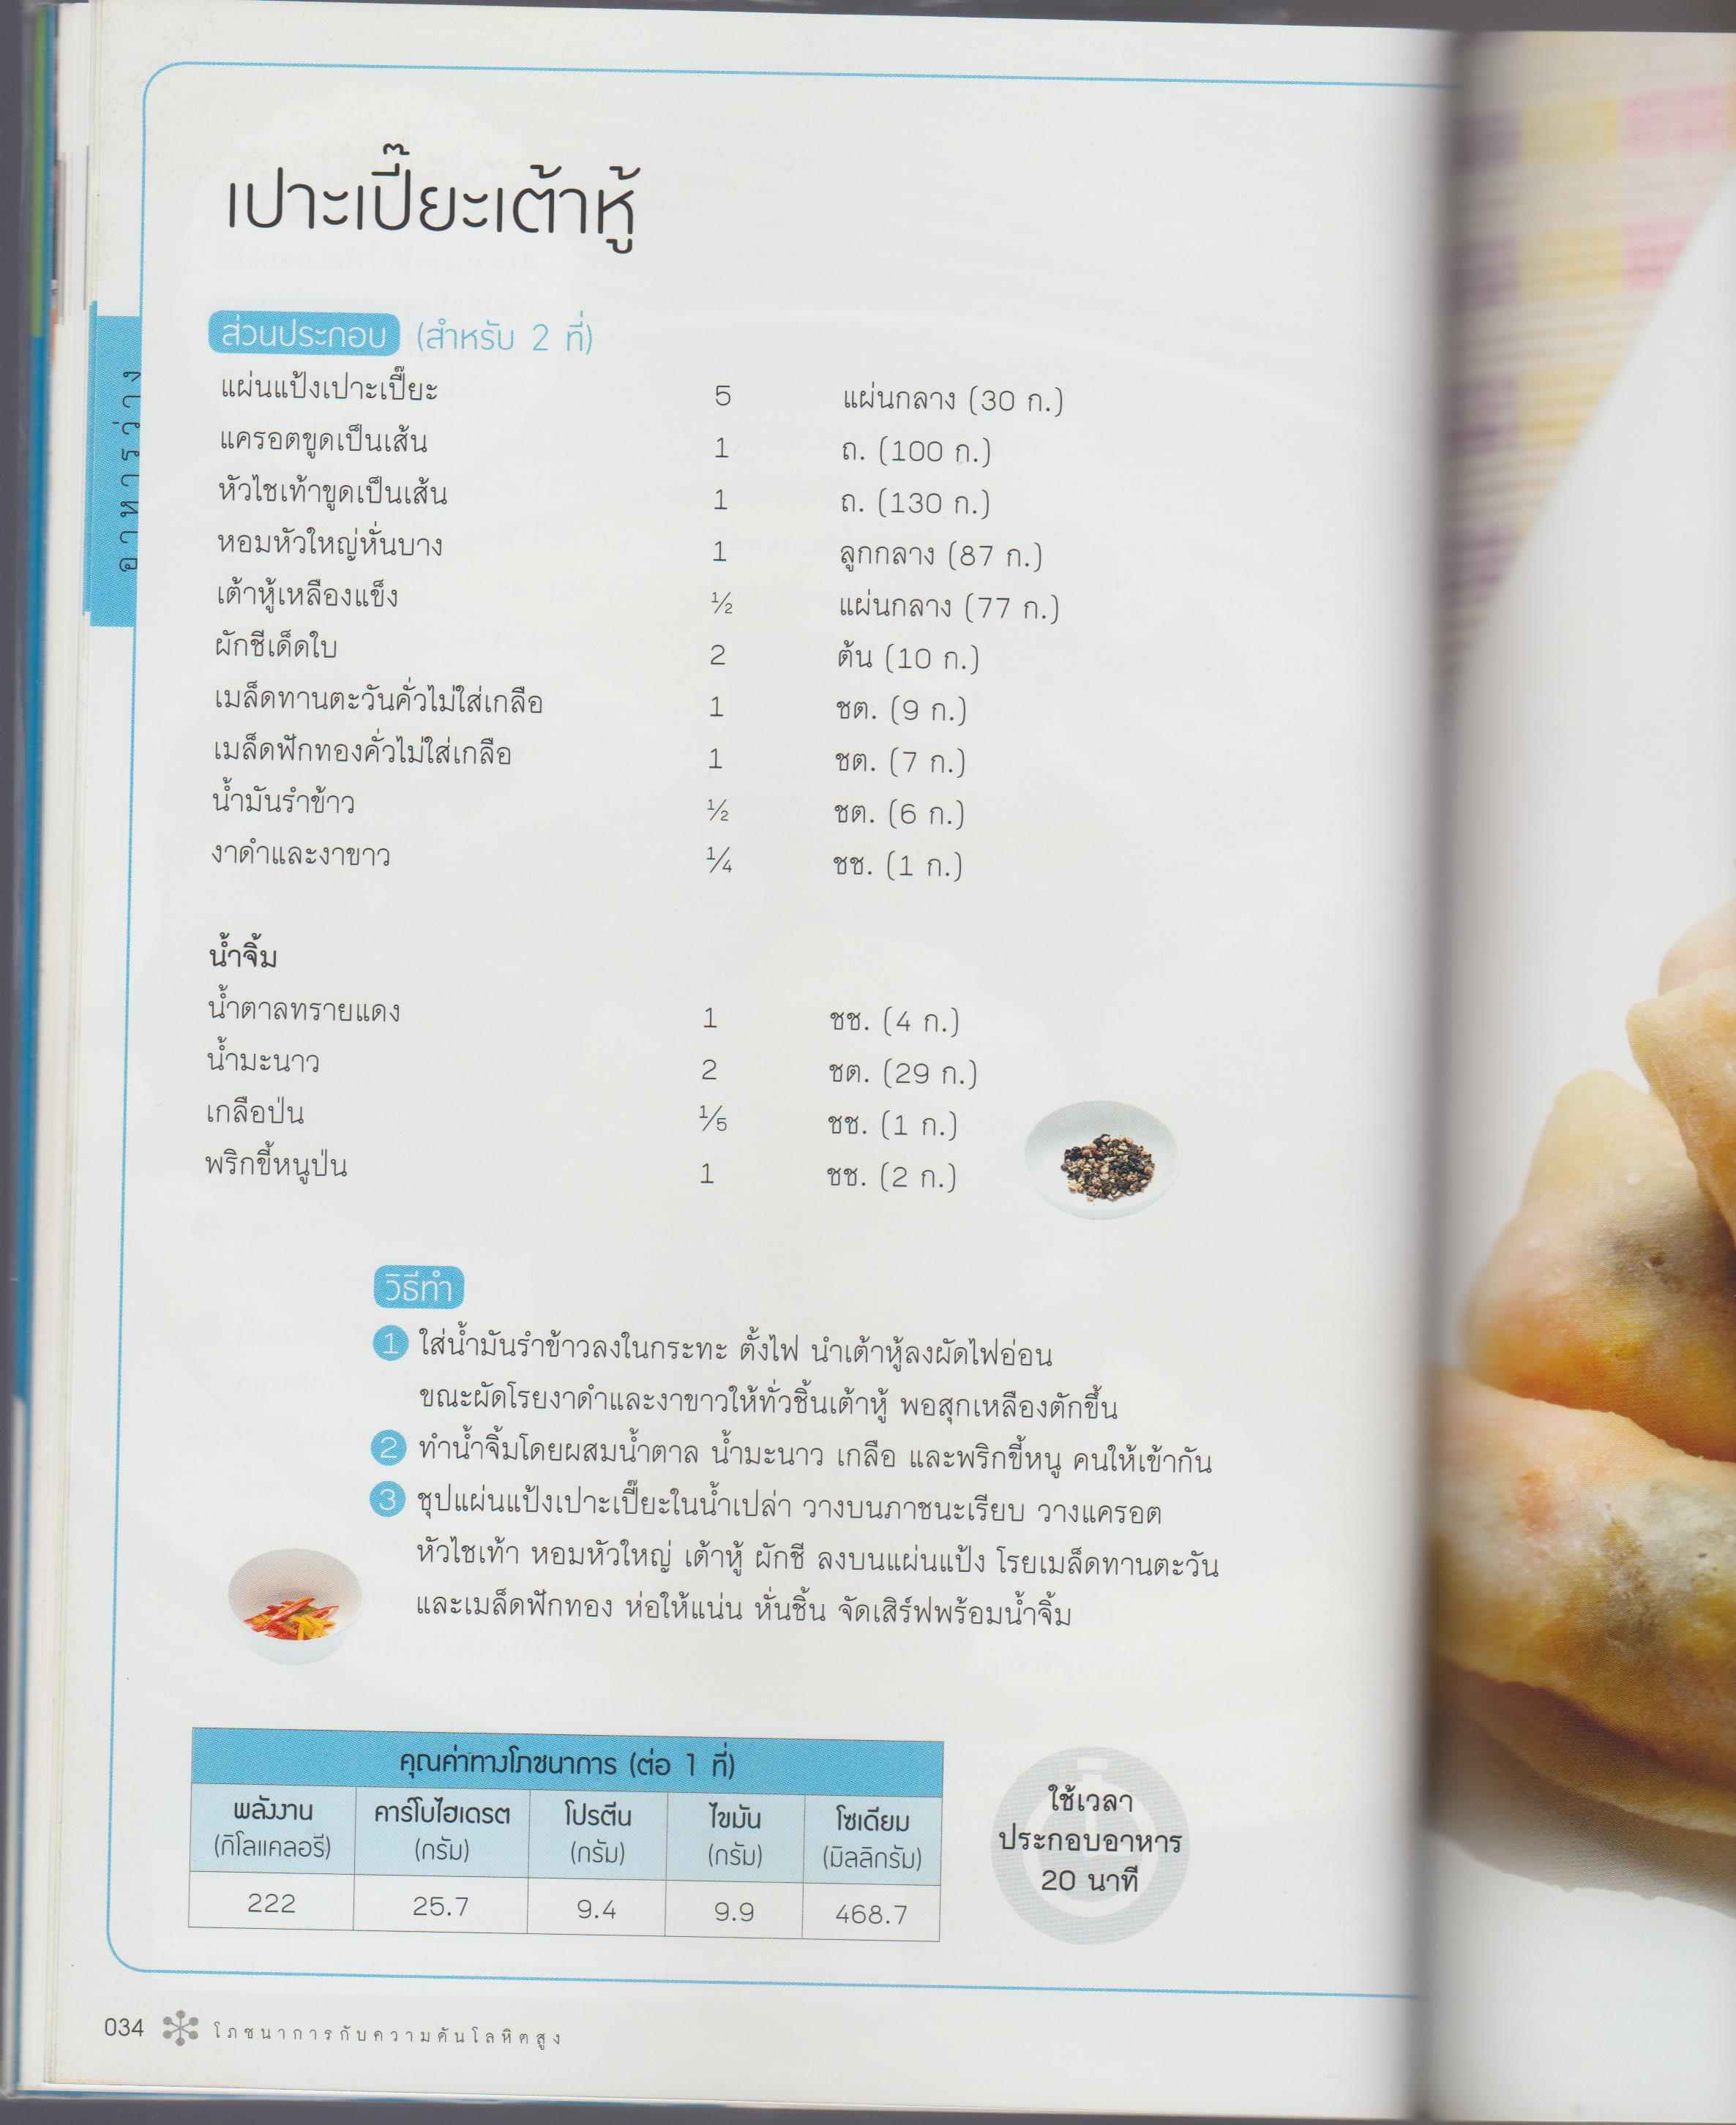 เปาะเปี๊ยะเต้าหู้
อาหารว่าง
ส่วนประกอบ (สำหรับ 2 ที่)
แผ่นแป้งเปาะเปี๊ยะ 5 แผ่นกลาง (30 ก.)
แครอตขูดเป็นเส้น 1 ถ. (100 ก.)
หัวไชเท้าขูดเป็นเส้น 1 ถ. (130 ก.)
หอมหัวใหญ่หั่นบาง 1 ลูกกลาง (87 ก.)
เต้าหู้เหลืองแข็ง ½ แผ่นกลาง (77 ก.)
ผักชีเด็ดใบ 2 ต้น (10 ก.)
เมล็ดทานตะวันคั่วไม่ใส่เกลือ 1 ชต. (9 ก.)
เมล็ดฟักทองคั่วไม่ใส่เกลือ 1 ชต. (7 ก.)
น้ำมันรำข้าว ½ ชต. (6 ก.)
งาดำและงาขาว ¼ ชช. (1 ก.)
น้ำจิ้ม
น้ำตาลทรายแดง 1 ชช. (4 ก.)
น้ำมะนาว 2 ชต. (29 ก.)
เกลือป่น ⅕ ชช. (1 ก.)
พริกขี้หนูป่น 1 ชช. (2 ก.)
วิธีทำ
1 ใส่น้ำมันรำข้าวลงในกระทะ ตั้งไฟ นำเต้าหู้ลงผัดไฟอ่อน
ขณะผัดโรยงาดำและงาขาวให้ทั่วชิ้นเต้าหู้ พอสุกเหลืองตักขึ้น
2 ทำน้ำจิ้มโดยผสมน้ำตาล น้ำมะนาว เกลือ และพริกขี้หนู คนให้เข้ากัน
3 ชุปแผ่นแป้งเปาะเปี๊ยะในน้ำเปล่า วางบนภาชนะเรียบ วางแครอต
หัวไชเท้า หอมหัวใหญ่ เต้าหู้ ผักชี ลงบนแผ่นแป้ง โรยเมล็ดทานตะวัน
และเมล็ดฟักทอง ห่อให้แน่น หั่นชิ้น จัดเสิร์ฟพร้อมน้ำจิ้ม
คุณค่าทางโภชนาการ (ต่อ 1 ที่)
พลังงาน คาร์โบไฮเดรต โปรตีน ไขมัน โซเดียม
(กิโลแคลอรี) (กรัม) (กรัม) (กรัม) (มิลลิกรัม)
222 25.7 9.4 9.9 468.7
ใช้เวลา
ประกอบอาหาร
20 นาที
034 โภชนาการกับความดันโลหิตสูง